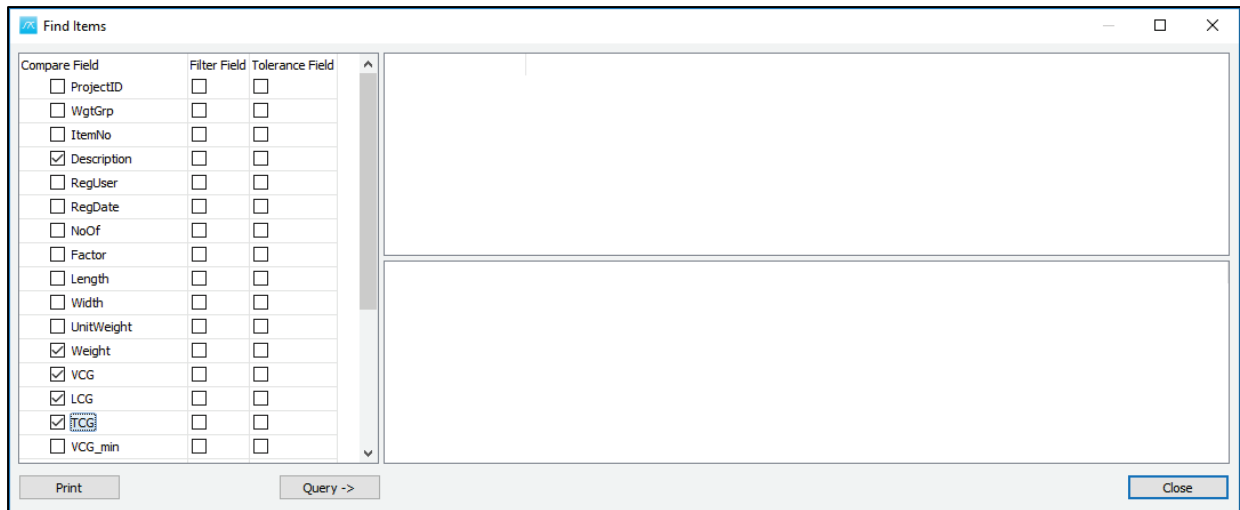 Find Items
Compare Field Filter Field Tolerance Field
ProjectID
WgtGrp
ItemNo
Description
RegUser
RegDate
NoOf
Factor
Length
Width
UnitWeight
Weight
VCG
LCG
TCG
VCG_min
Print Query -> Close